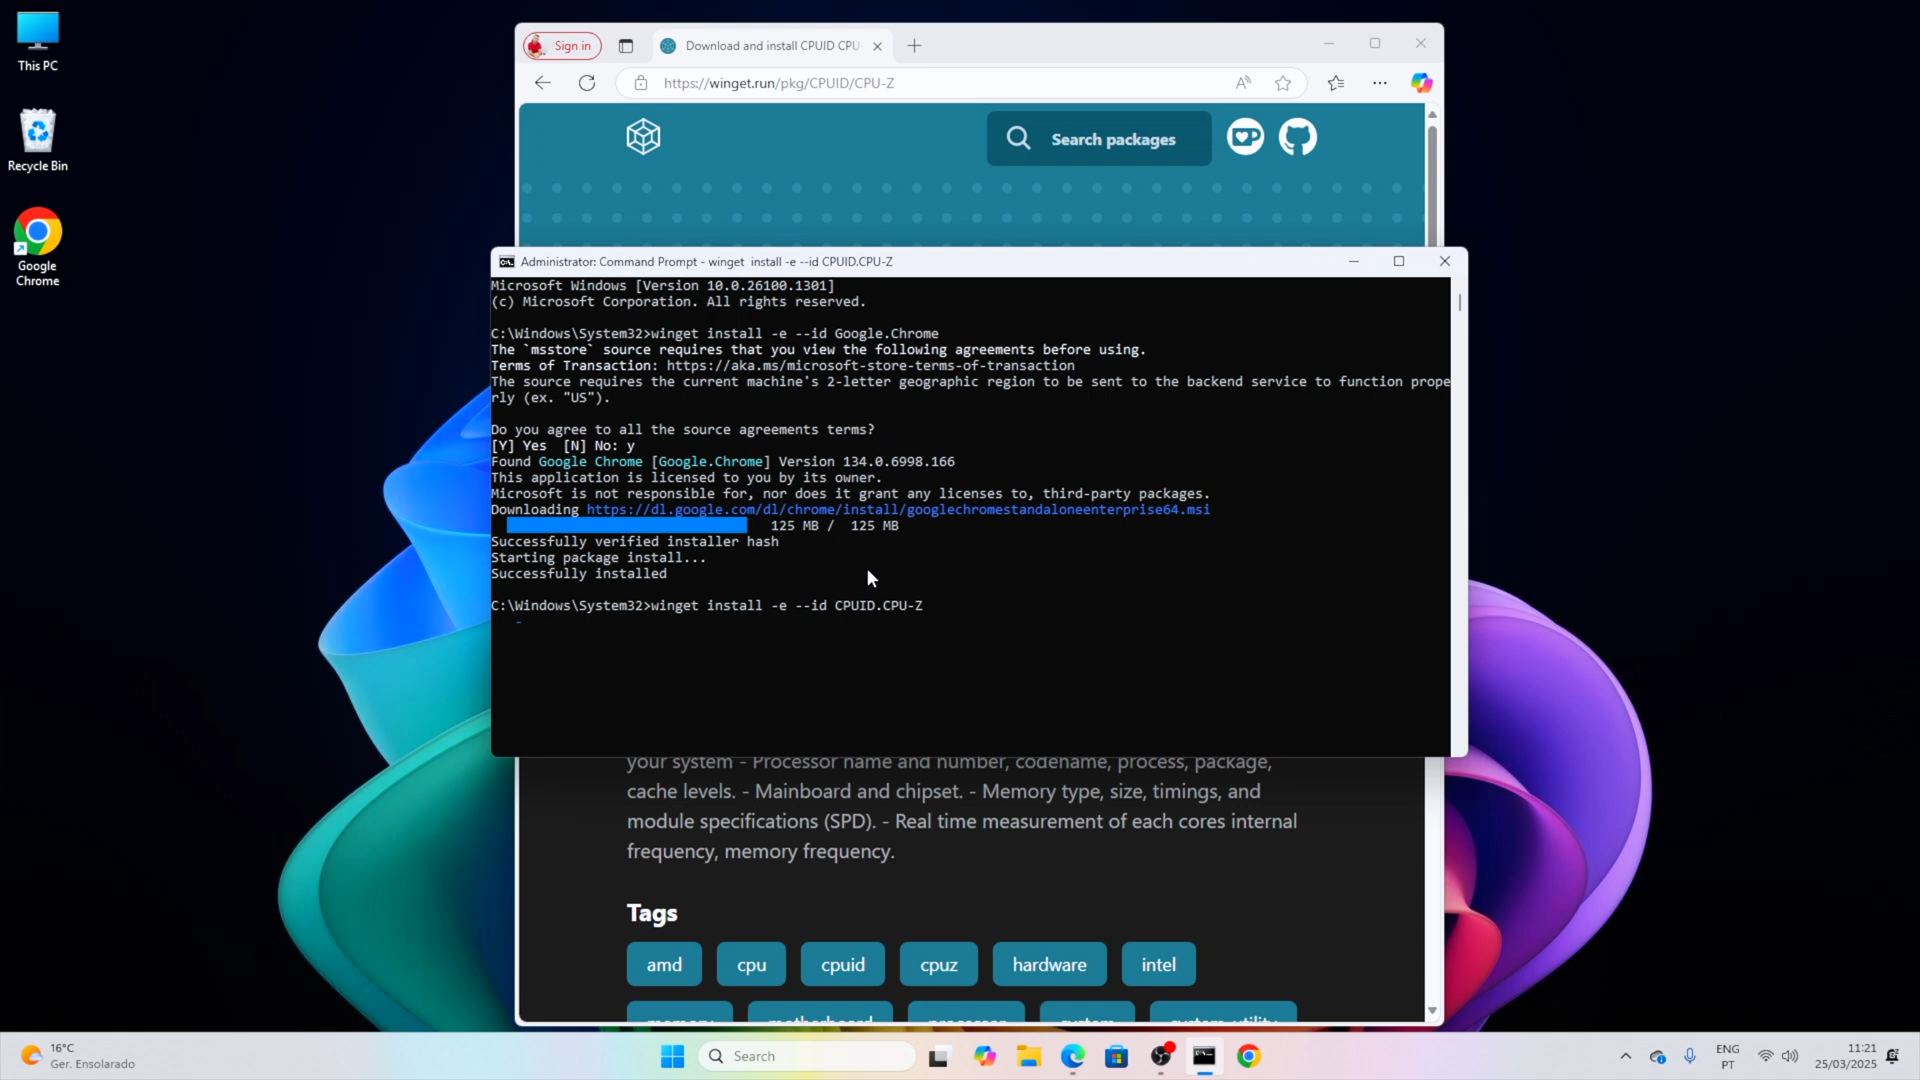 This PC
Recycle Bin
Google
Chrome
Sign in
Download and install CPUID CPU
https://winget.run/pkg/CPUID/CPU-Z
Search packages
Administrator: Command Prompt - winget  install -e --id CPUID.CPU-Z
Microsoft Windows [Version 10.0.26100.1301]
(c) Microsoft Corporation. All rights reserved.
C:\Windows\System32>winget install -e --id Google.Chrome
The `msstore` source requires that you view the following agreements before using.
Terms of Transaction: https://aka.ms/microsoft-store-terms-of-transaction
The source requires the current machine's 2-letter geographic region to be sent to the backend service to function prope
rly (ex. "US").
Do you agree to all the source agreements terms?
[Y] Yes  [N] No: y
Found Google Chrome [Google.Chrome] Version 134.0.6998.166
This application is licensed to you by its owner.
Microsoft is not responsible for, nor does it grant any licenses to, third-party packages.
Downloading https://dl.google.com/dl/chrome/install/googlechromestandaloneenterprise64.msi
125 MB /  125 MB
Successfully verified installer hash
Starting package install...
Successfully installed
C:\Windows\System32>winget install -e --id CPUID.CPU-Z
-
your system - Processor name and number, codename, process, package,
cache levels. - Mainboard and chipset. - Memory type, size, timings, and
module specifications (SPD). - Real time measurement of each cores internal
frequency, memory frequency.
Tags
amd cpu cpuid cpuz hardware intel
memory motherboard processor system system-utility
16°C
Ger. Ensolarado
Search
ENG
PT
11:21
25/03/2025